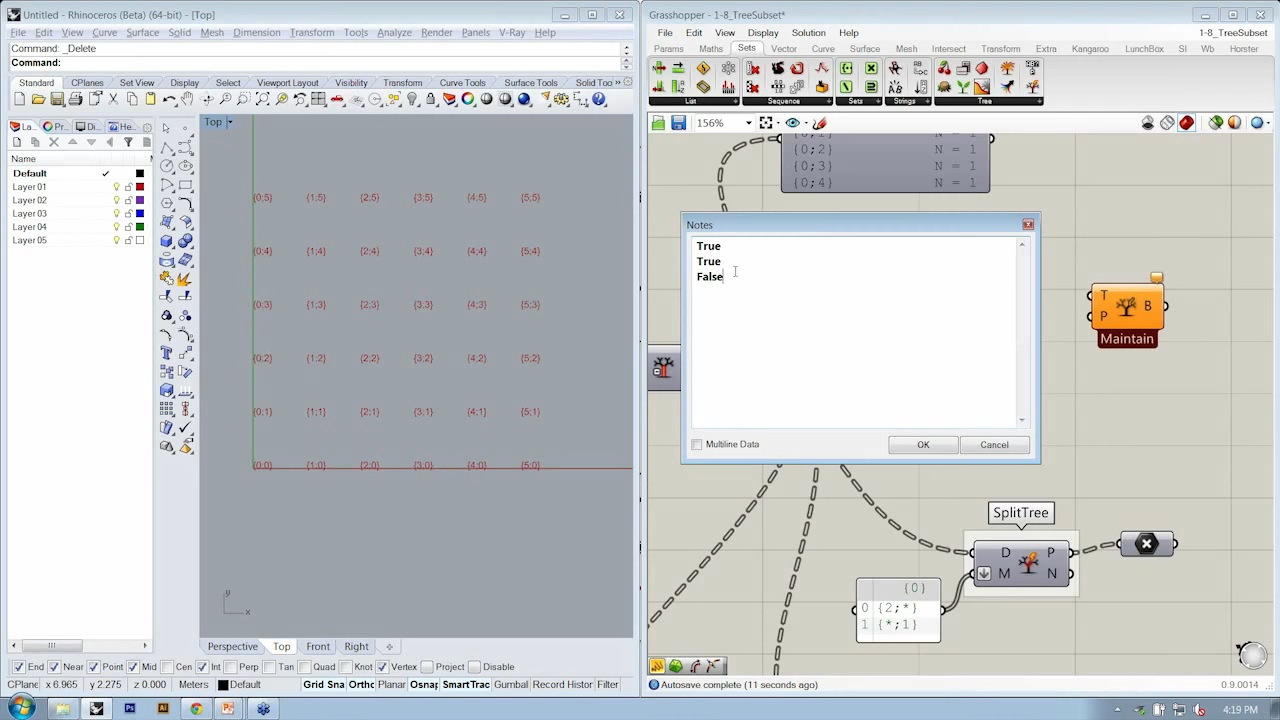 Untitled - Rhinoceros (Beta) (64-bit) - [Top]
File Edit View Curve Surface Solid Mesh Dimension Transform Tools Analyze Render Panels V-Ray Help
Command: _Delete
Command:
Standard CPlanes Set View Display Select Viewport Layout Visibility Transform Curve Tools Surface Tools Solid Too »
La... Pr... Di... He...
Name M
Default
Layer 01
Layer 02
Layer 03
Layer 04
Layer 05
Top
{0;5} {1;5} {2;5} {3;5} {4;5} {5;5}
{0;4} {1;4} {2;4} {3;4} {4;4} {5;4}
{0;3} {1;3} {2;3} {3;3} {4;3} {5;3}
{0;2} {1;2} {2;2} {3;2} {4;2} {5;2}
{0;1} {1;1} {2;1} {3;1} {4;1} {5;1}
{0;0} {1;0} {2;0} {3;0} {4;0} {5;0}
y
x
Perspective Top Front Right
End Near Point Mid Cen Int Perp Tan Quad Knot Vertex Project Disable
CPlane x 6.965 y 2.275 z 0.000 Meters Default Grid Sna Ortho Planar Osnap SmartTrac Gumbal Record History Filter
Grasshopper - 1-8_TreeSubset*
File Edit View Display Solution Help 1-8_TreeSubset
Params Maths Sets Vector Curve Surface Mesh Intersect Transform Extra Kangaroo LunchBox SI Wb Horster
List Sequence Sets Strings Tree
156%
{0;1} N = 1
{0;2} N = 1
{0;3} N = 1
{0;4} N = 1
Notes
True
True
False
Multiline Data OK Cancel
T P B
Maintain
SplitTree
D P
M N
{0}
0 {2;*}
1 {*;1}
Autosave complete (11 seconds ago) 0.9.0014
4:19 PM